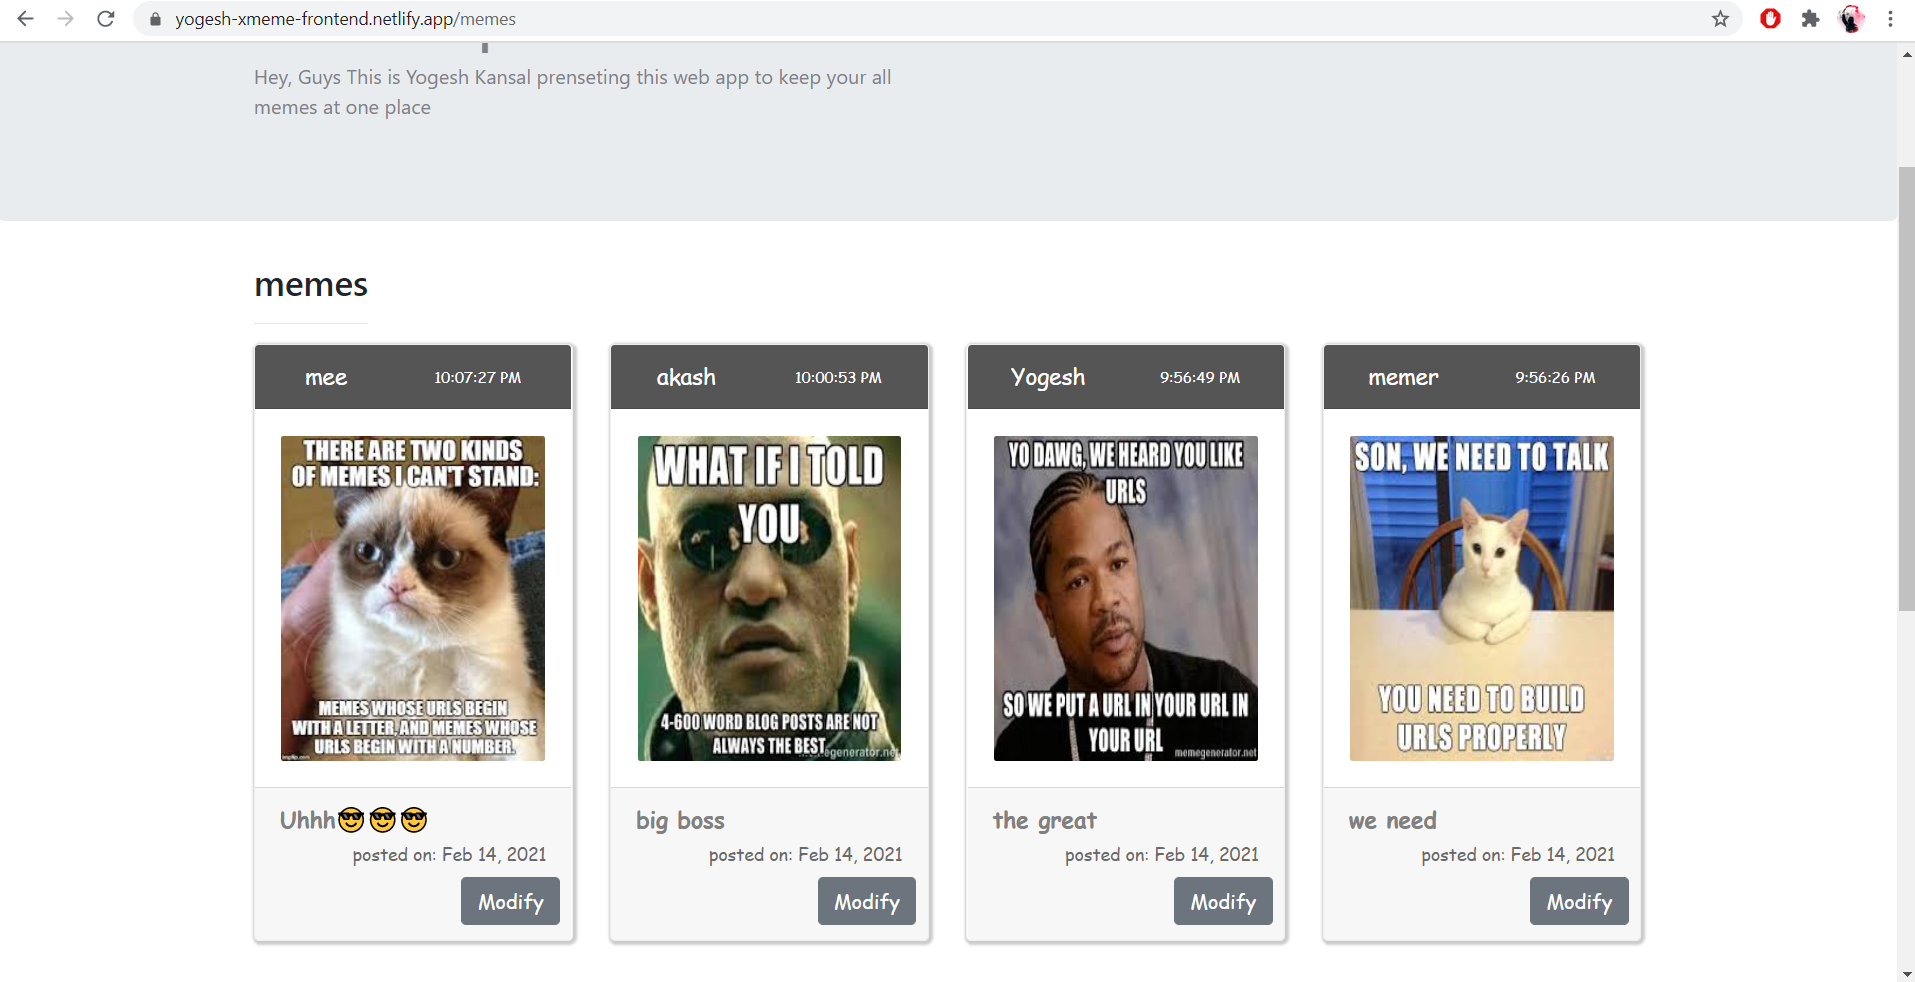 yogesh-xmeme-frontend.netlify.app/memes
Hey, Guys This is Yogesh Kansal prenseting this web app to keep your all
memes at one place
memes
mee 10:07:27 PM
THERE ARE TWO KINDS
OF MEMES I CAN'T STAND:
MEMES WHOSE URLS BEGIN
WITH A LETTER, AND MEMES WHOSE
URLS BEGIN WITH A NUMBER.
imgflip.com
Uhhh😎😎😎
posted on: Feb 14, 2021
Modify
akash 10:00:53 PM
WHAT IF I TOLD
YOU
4-600 WORD BLOG POSTS ARE NOT
ALWAYS THE BEST
egenerator.net
big boss
posted on: Feb 14, 2021
Modify
Yogesh 9:56:49 PM
YO DAWG, WE HEARD YOU LIKE
URLS
SO WE PUT A URL IN YOUR URL IN
YOUR URL
memegenerator.net
the great
posted on: Feb 14, 2021
Modify
memer 9:56:26 PM
SON, WE NEED TO TALK
YOU NEED TO BUILD
URLS PROPERLY
we need
posted on: Feb 14, 2021
Modify